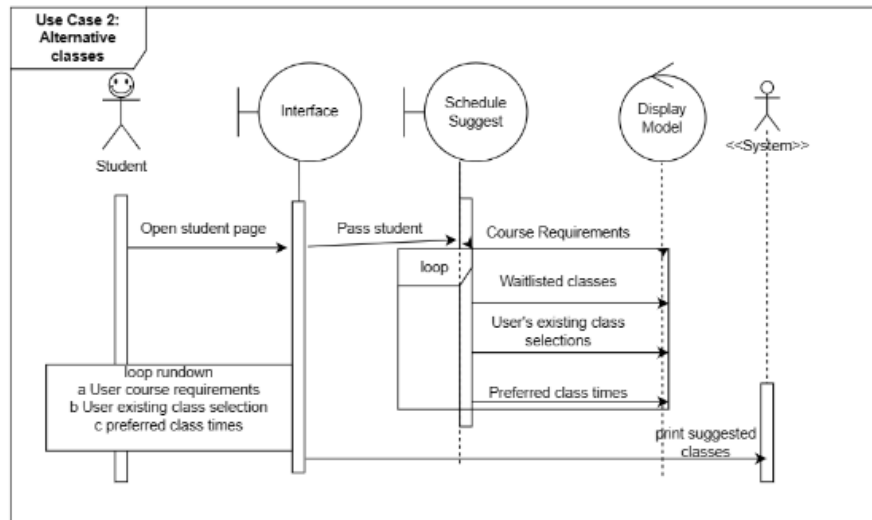 Use Case 2:
Alternative
classes
Student
Interface
Schedule
Suggest
Display
Model
<<System>>
Open student page
Pass student
Course Requirements
loop
Waitlisted classes
User's existing class
selections
Preferred class times
loop rundown
a User course requirements
b User existing class selection
c preferred class times
print suggested
classes